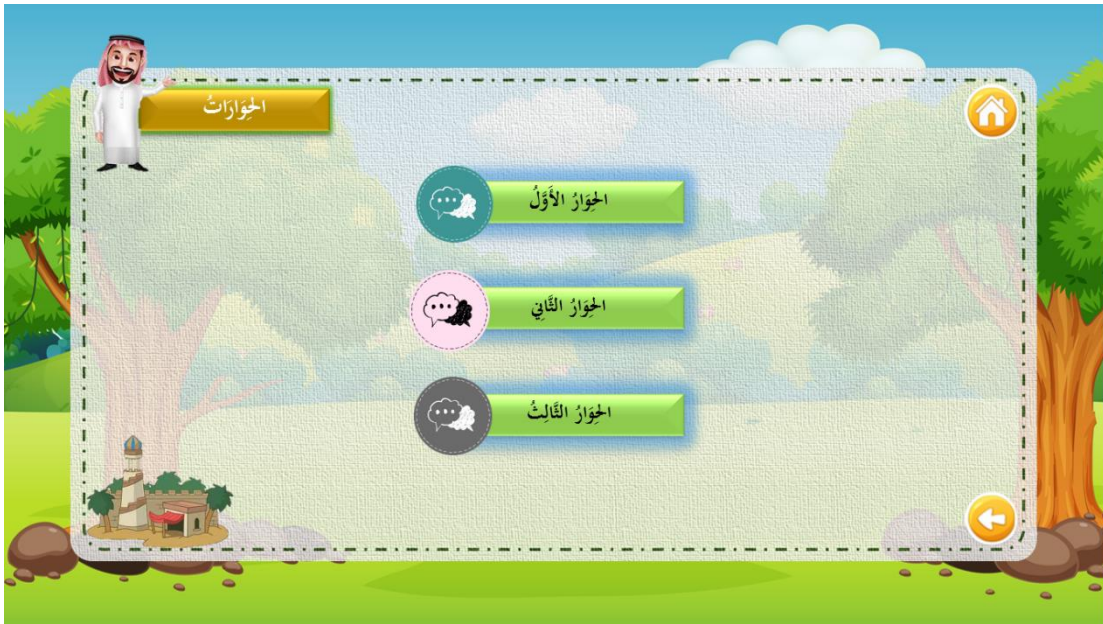 الحِوَارَاتُ
الحِوَارُ الأَوَّلُ
الحِوَارُ الثَّانِي
الحِوَارُ الثَّالِثُ